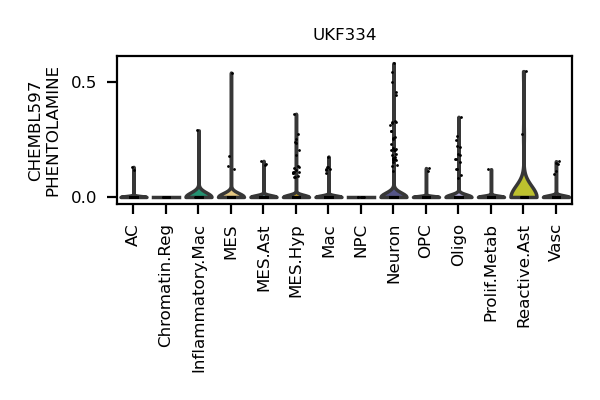 UKF334
CHEMBL597
PHENTOLAMINE
0.5
0.0
AC
Chromatin.Reg
Inflammatory.Mac
MES
MES.Ast
MES.Hyp
Mac
NPC
Neuron
OPC
Oligo
Prolif.Metab
Reactive.Ast
Vasc